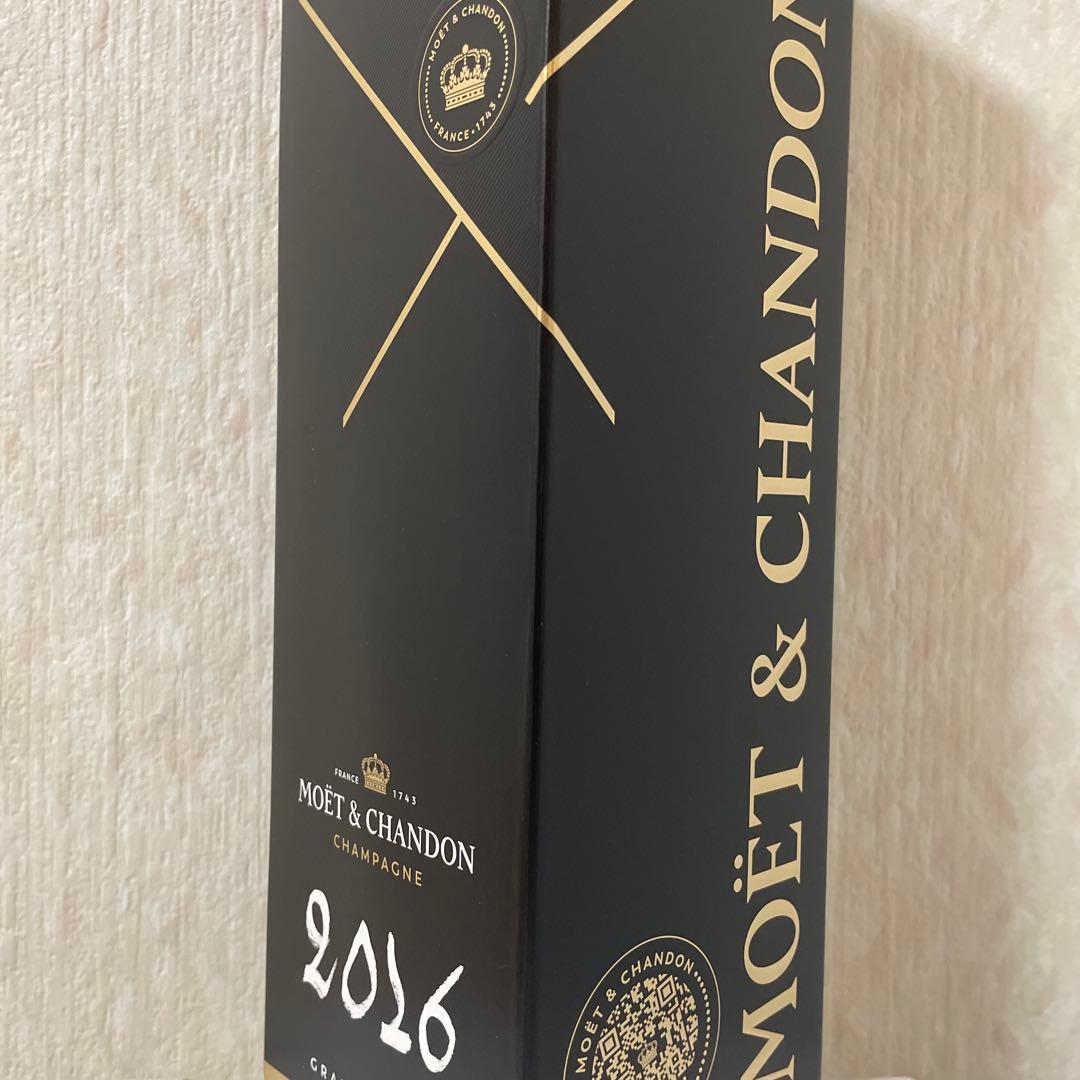 MOËT & CHANDON
FRANCE • 1743
FRANCE 1743
MOËT & CHANDON
CHAMPAGNE
2016
MOËT & CHANDON
MOËT & CHANDON